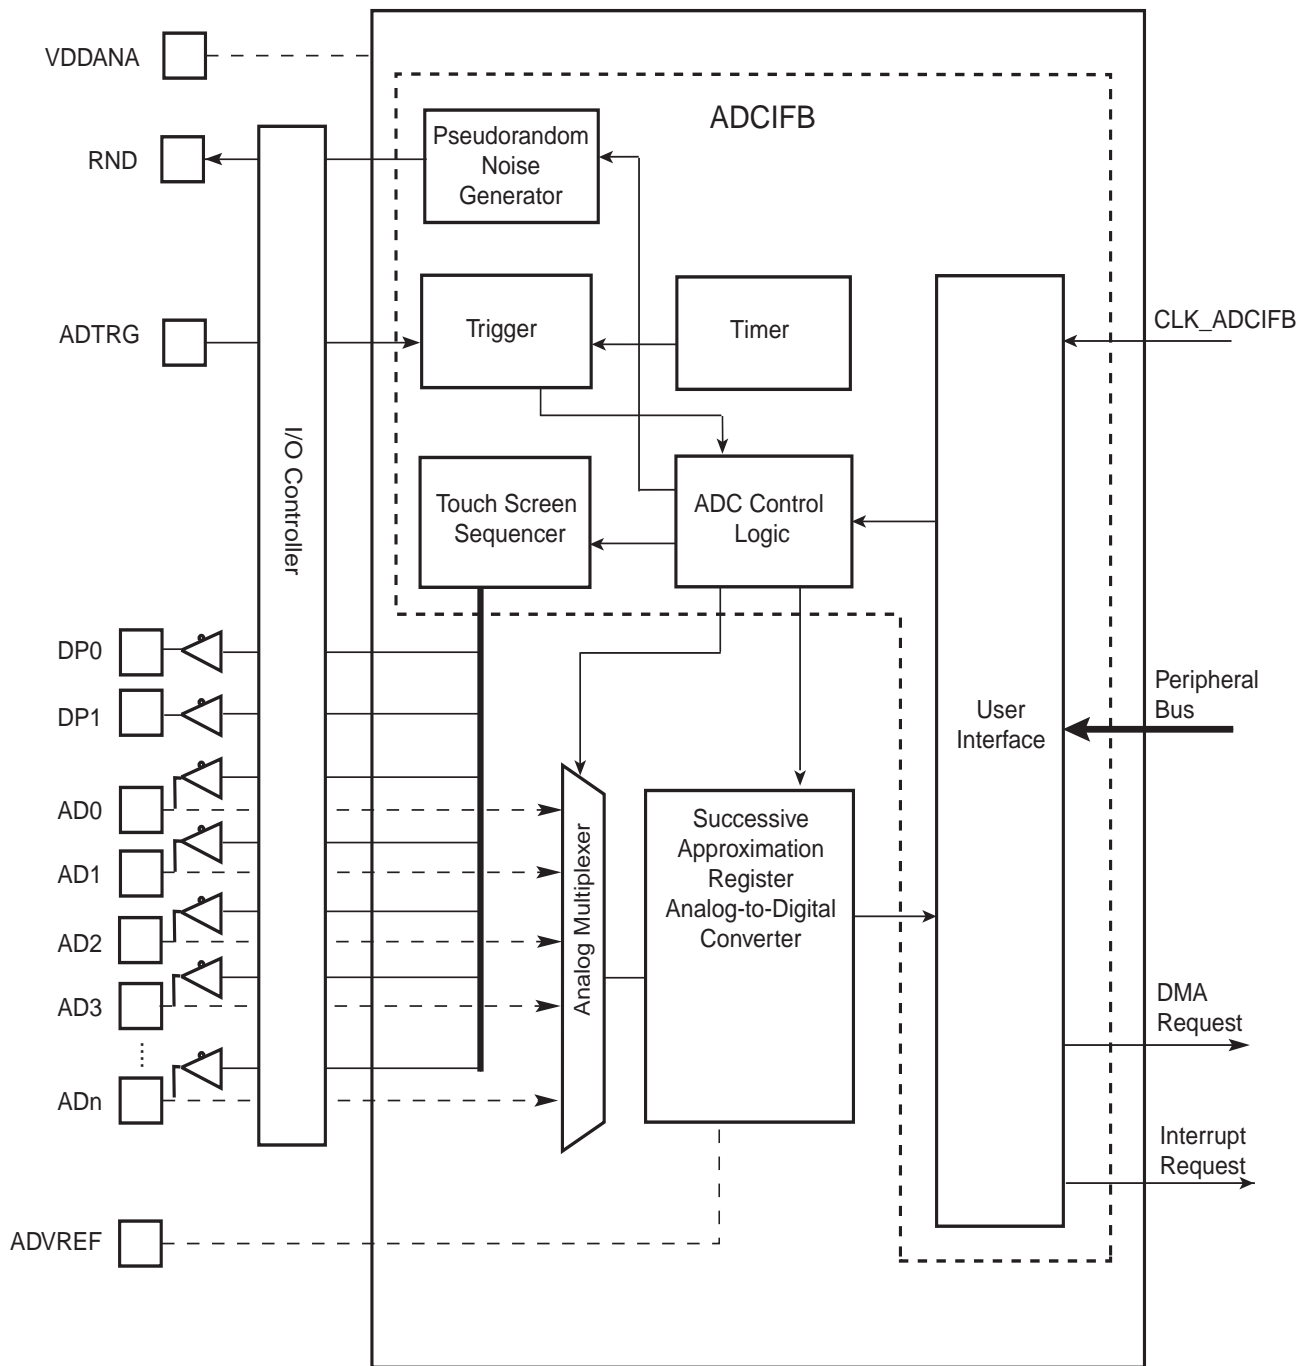 VDDANA
ADCIFB
RND
Pseudorandom
Noise
Generator
ADTRG
Trigger
Timer
CLK_ADCIFB
I/O Controller
Touch Screen
Sequencer
ADC Control
Logic
DP0
DP1
User
Interface
Peripheral
Bus
AD0
AD1
AD2
AD3
ADn
Analog Multiplexer
Successive
Approximation
Register
Analog-to-Digital
Converter
DMA
Request
Interrupt
Request
ADVREF